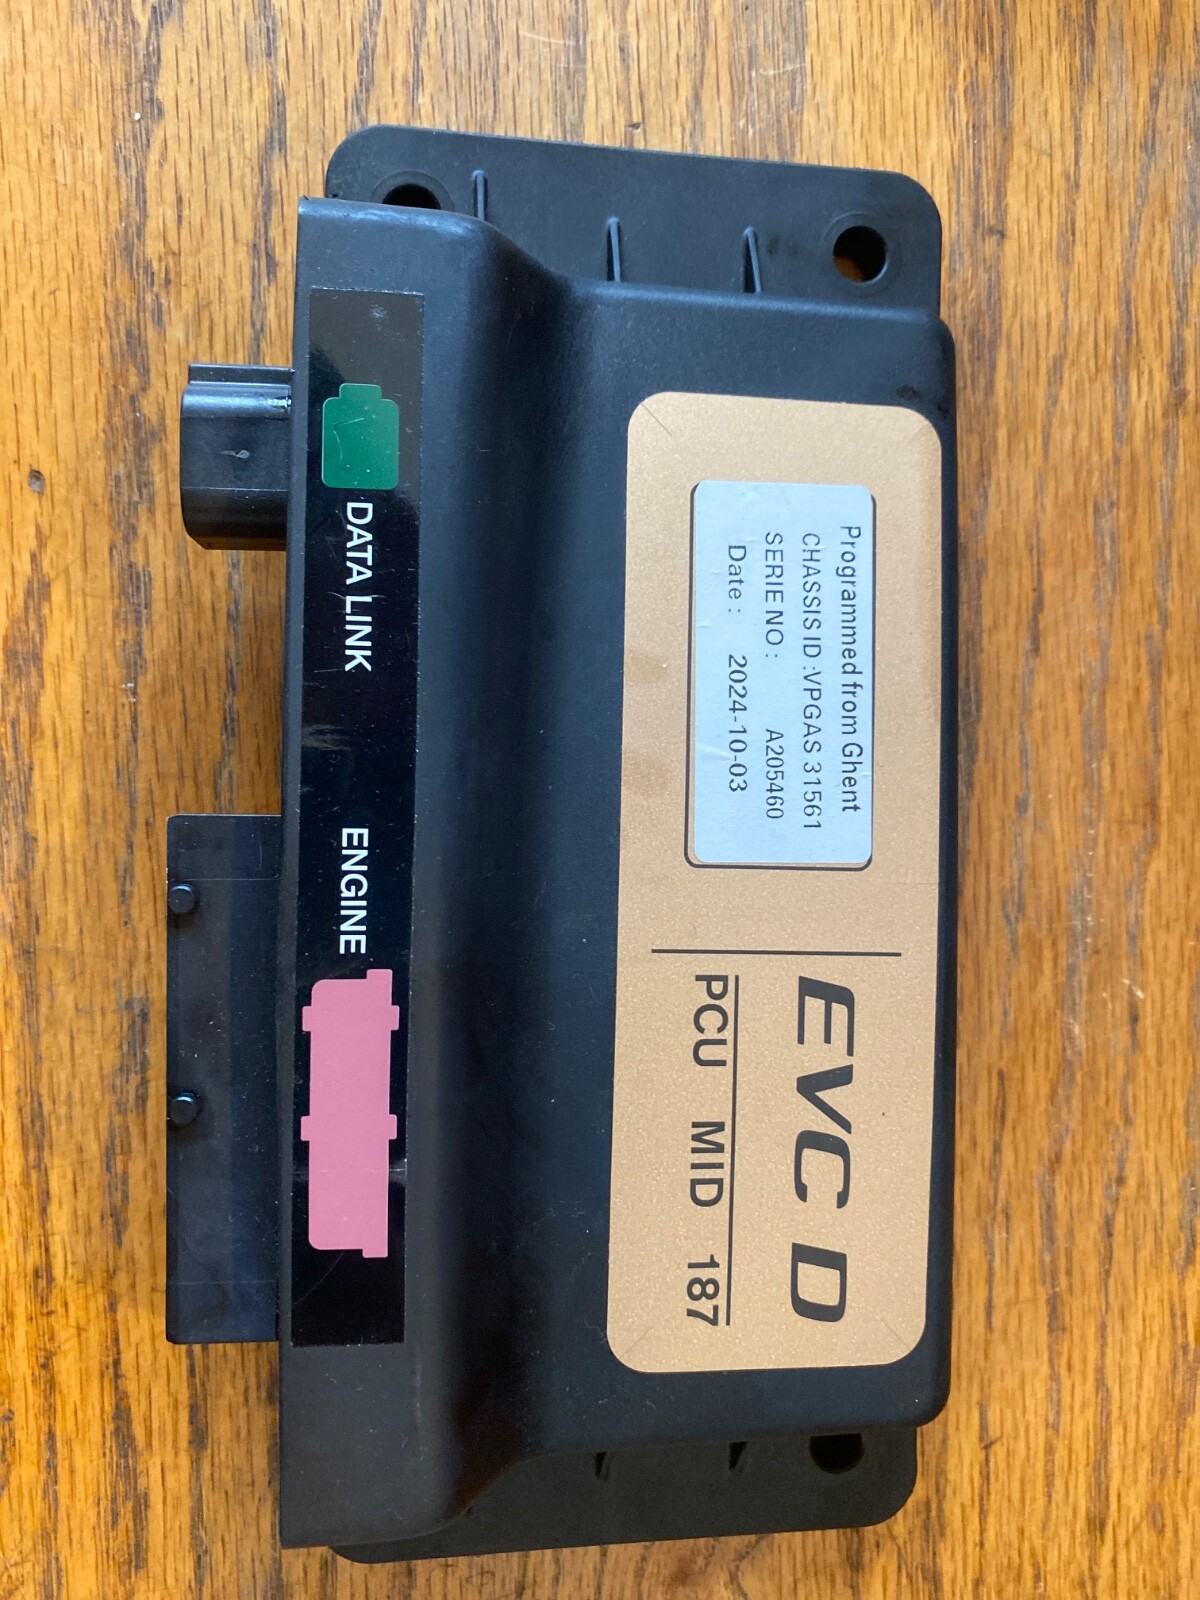 Programmed from Ghent
CHASSIS ID :VPGAS 31561
SERIE NO : A205460
Date : 2024-10-03
EVC D
PCU MID 187
DATA LINK
ENGINE